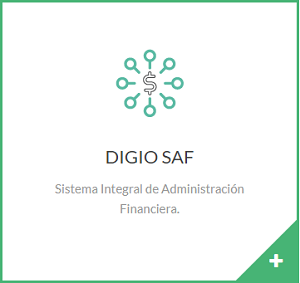 $
DIGIO SAF
Sistema Integral de Administración
Financiera.
+